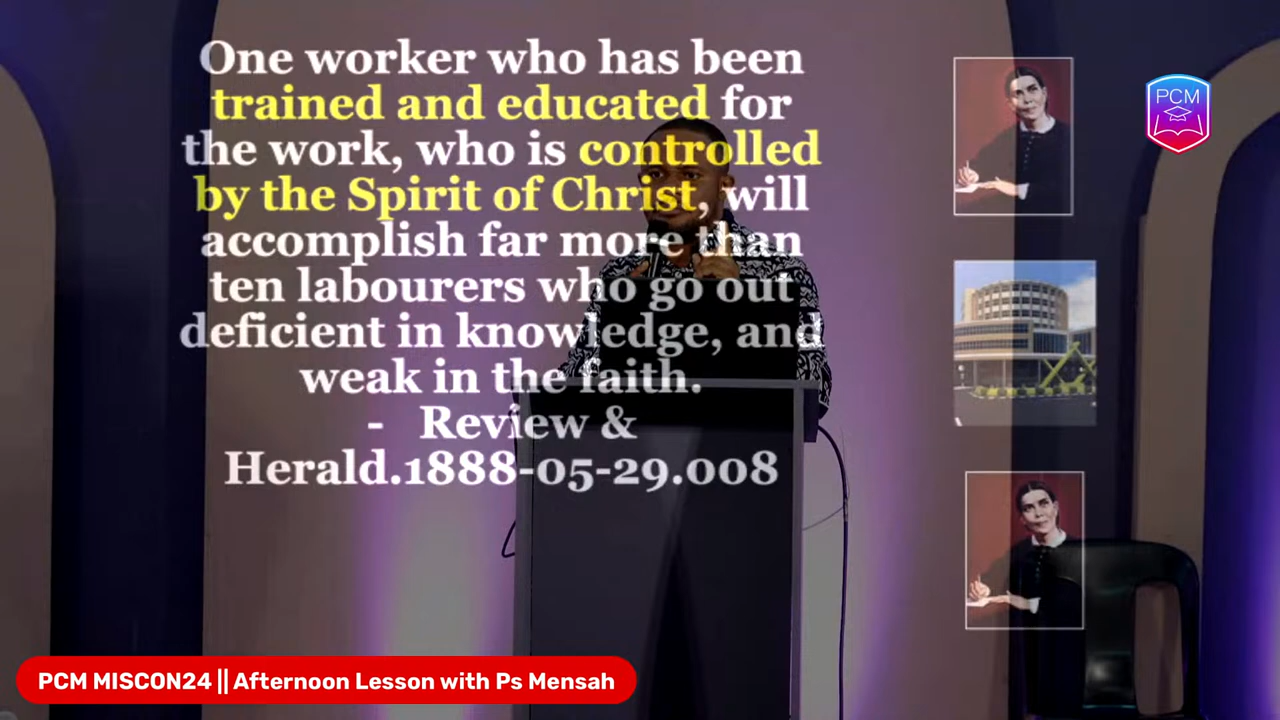 One worker who has been
trained and educated for
the work, who is controlled
by the Spirit of Christ, will
accomplish far more than
ten labourers who go out
deficient in knowledge, and
weak in the faith.
- Review &
Herald.1888-05-29.008
PCM
PCM MISCON24 || Afternoon Lesson with Ps Mensah